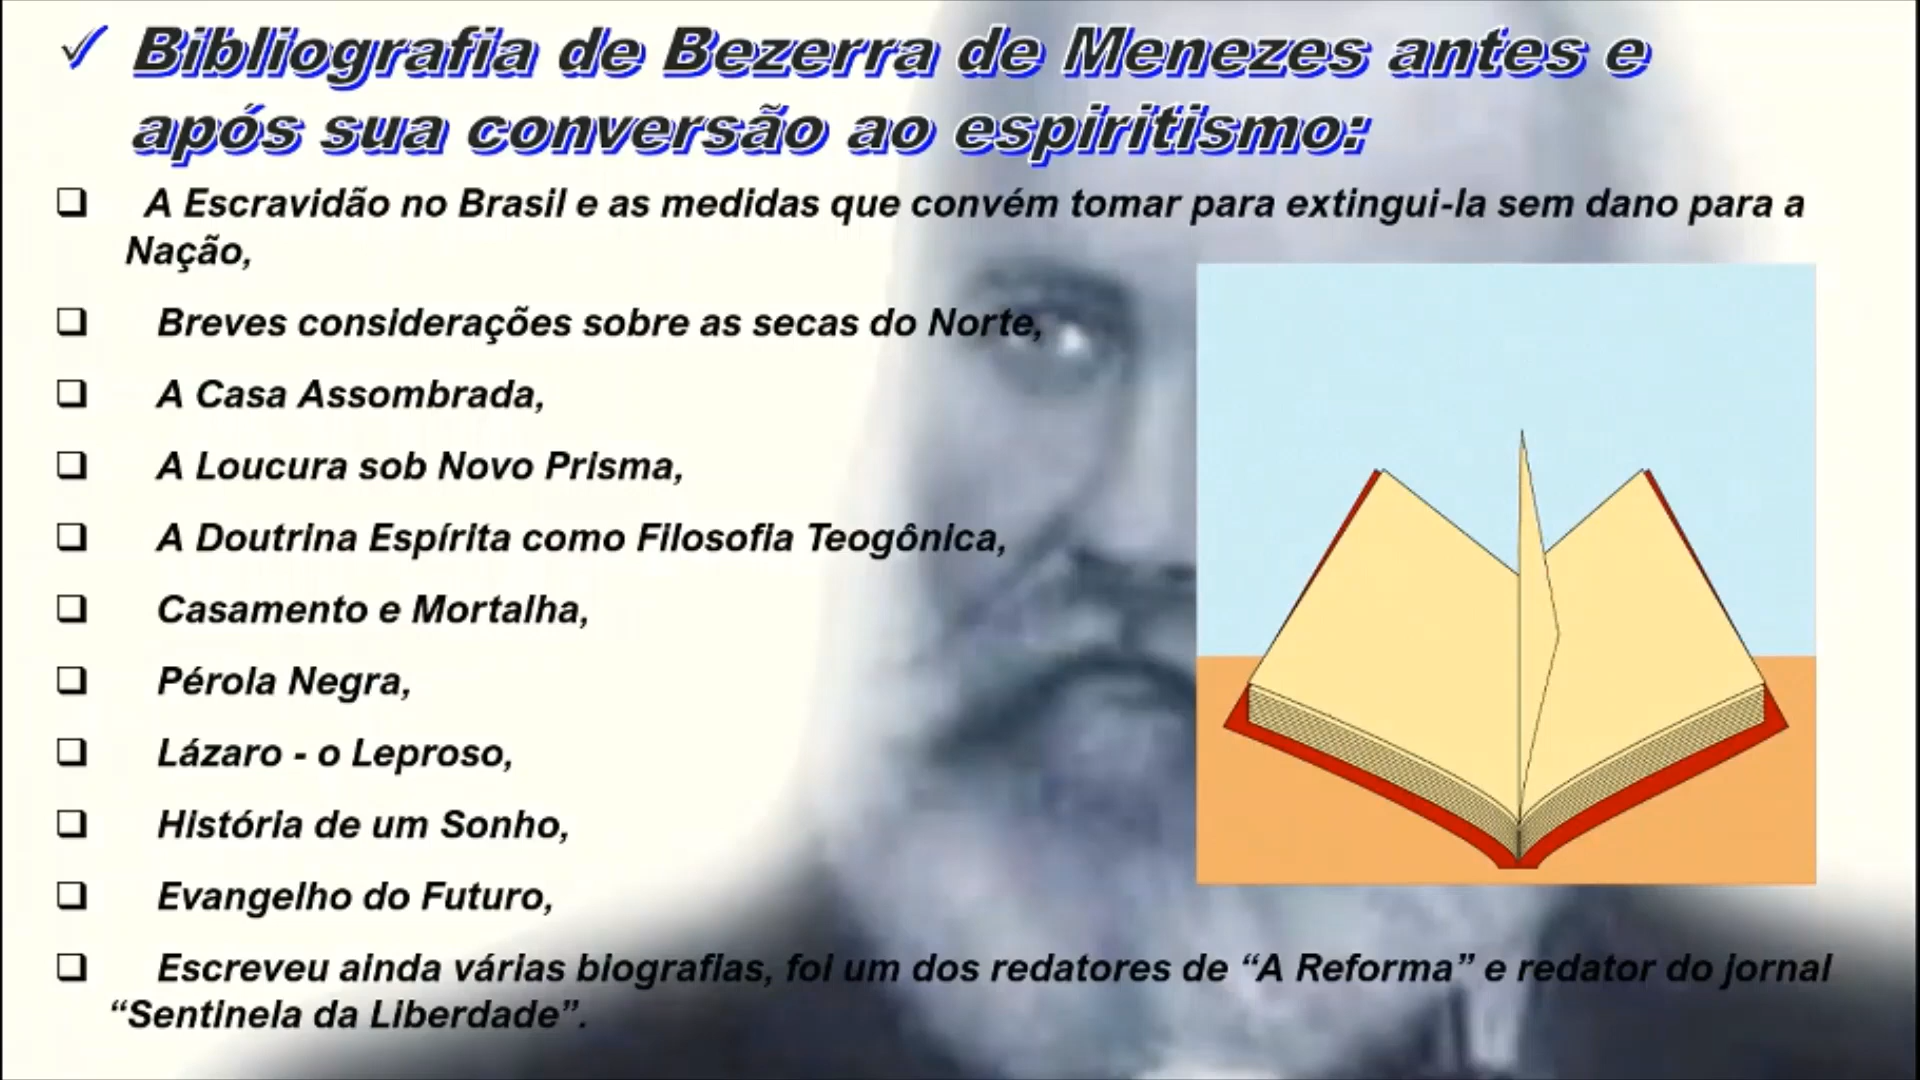 Bibliografia de Bezerra de Menezes antes e
após sua conversão ao espiritismo:
A Escravidão no Brasil e as medidas que convém tomar para extingui-la sem dano para a
Nação,
Breves considerações sobre as secas do Norte,
A Casa Assombrada,
A Loucura sob Novo Prisma,
A Doutrina Espírita como Filosofia Teogônica,
Casamento e Mortalha,
Pérola Negra,
Lázaro - o Leproso,
História de um Sonho,
Evangelho do Futuro,
Escreveu ainda várias biografias, foi um dos redatores de “A Reforma” e redator do jornal
“Sentinela da Liberdade”.